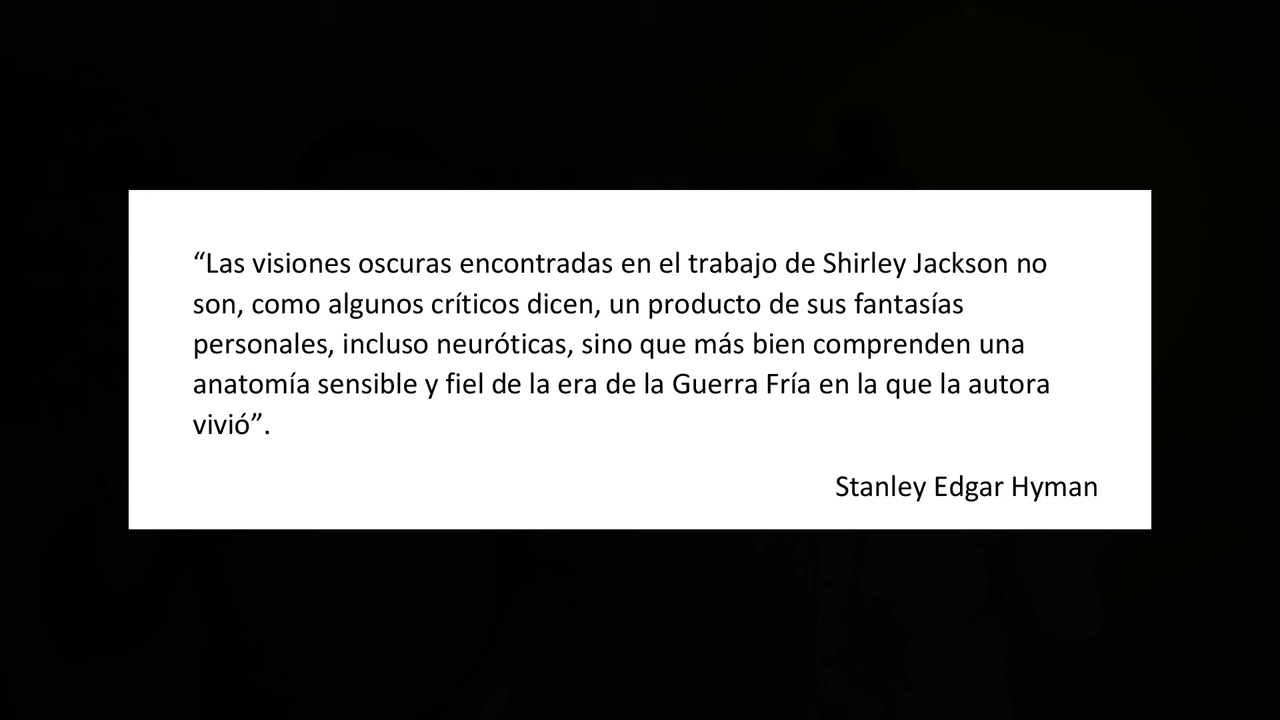 “Las visiones oscuras encontradas en el trabajo de Shirley Jackson no
son, como algunos críticos dicen, un producto de sus fantasías
personales, incluso neuróticas, sino que más bien comprenden una
anatomía sensible y fiel de la era de la Guerra Fría en la que la autora
vivió”.
Stanley Edgar Hyman